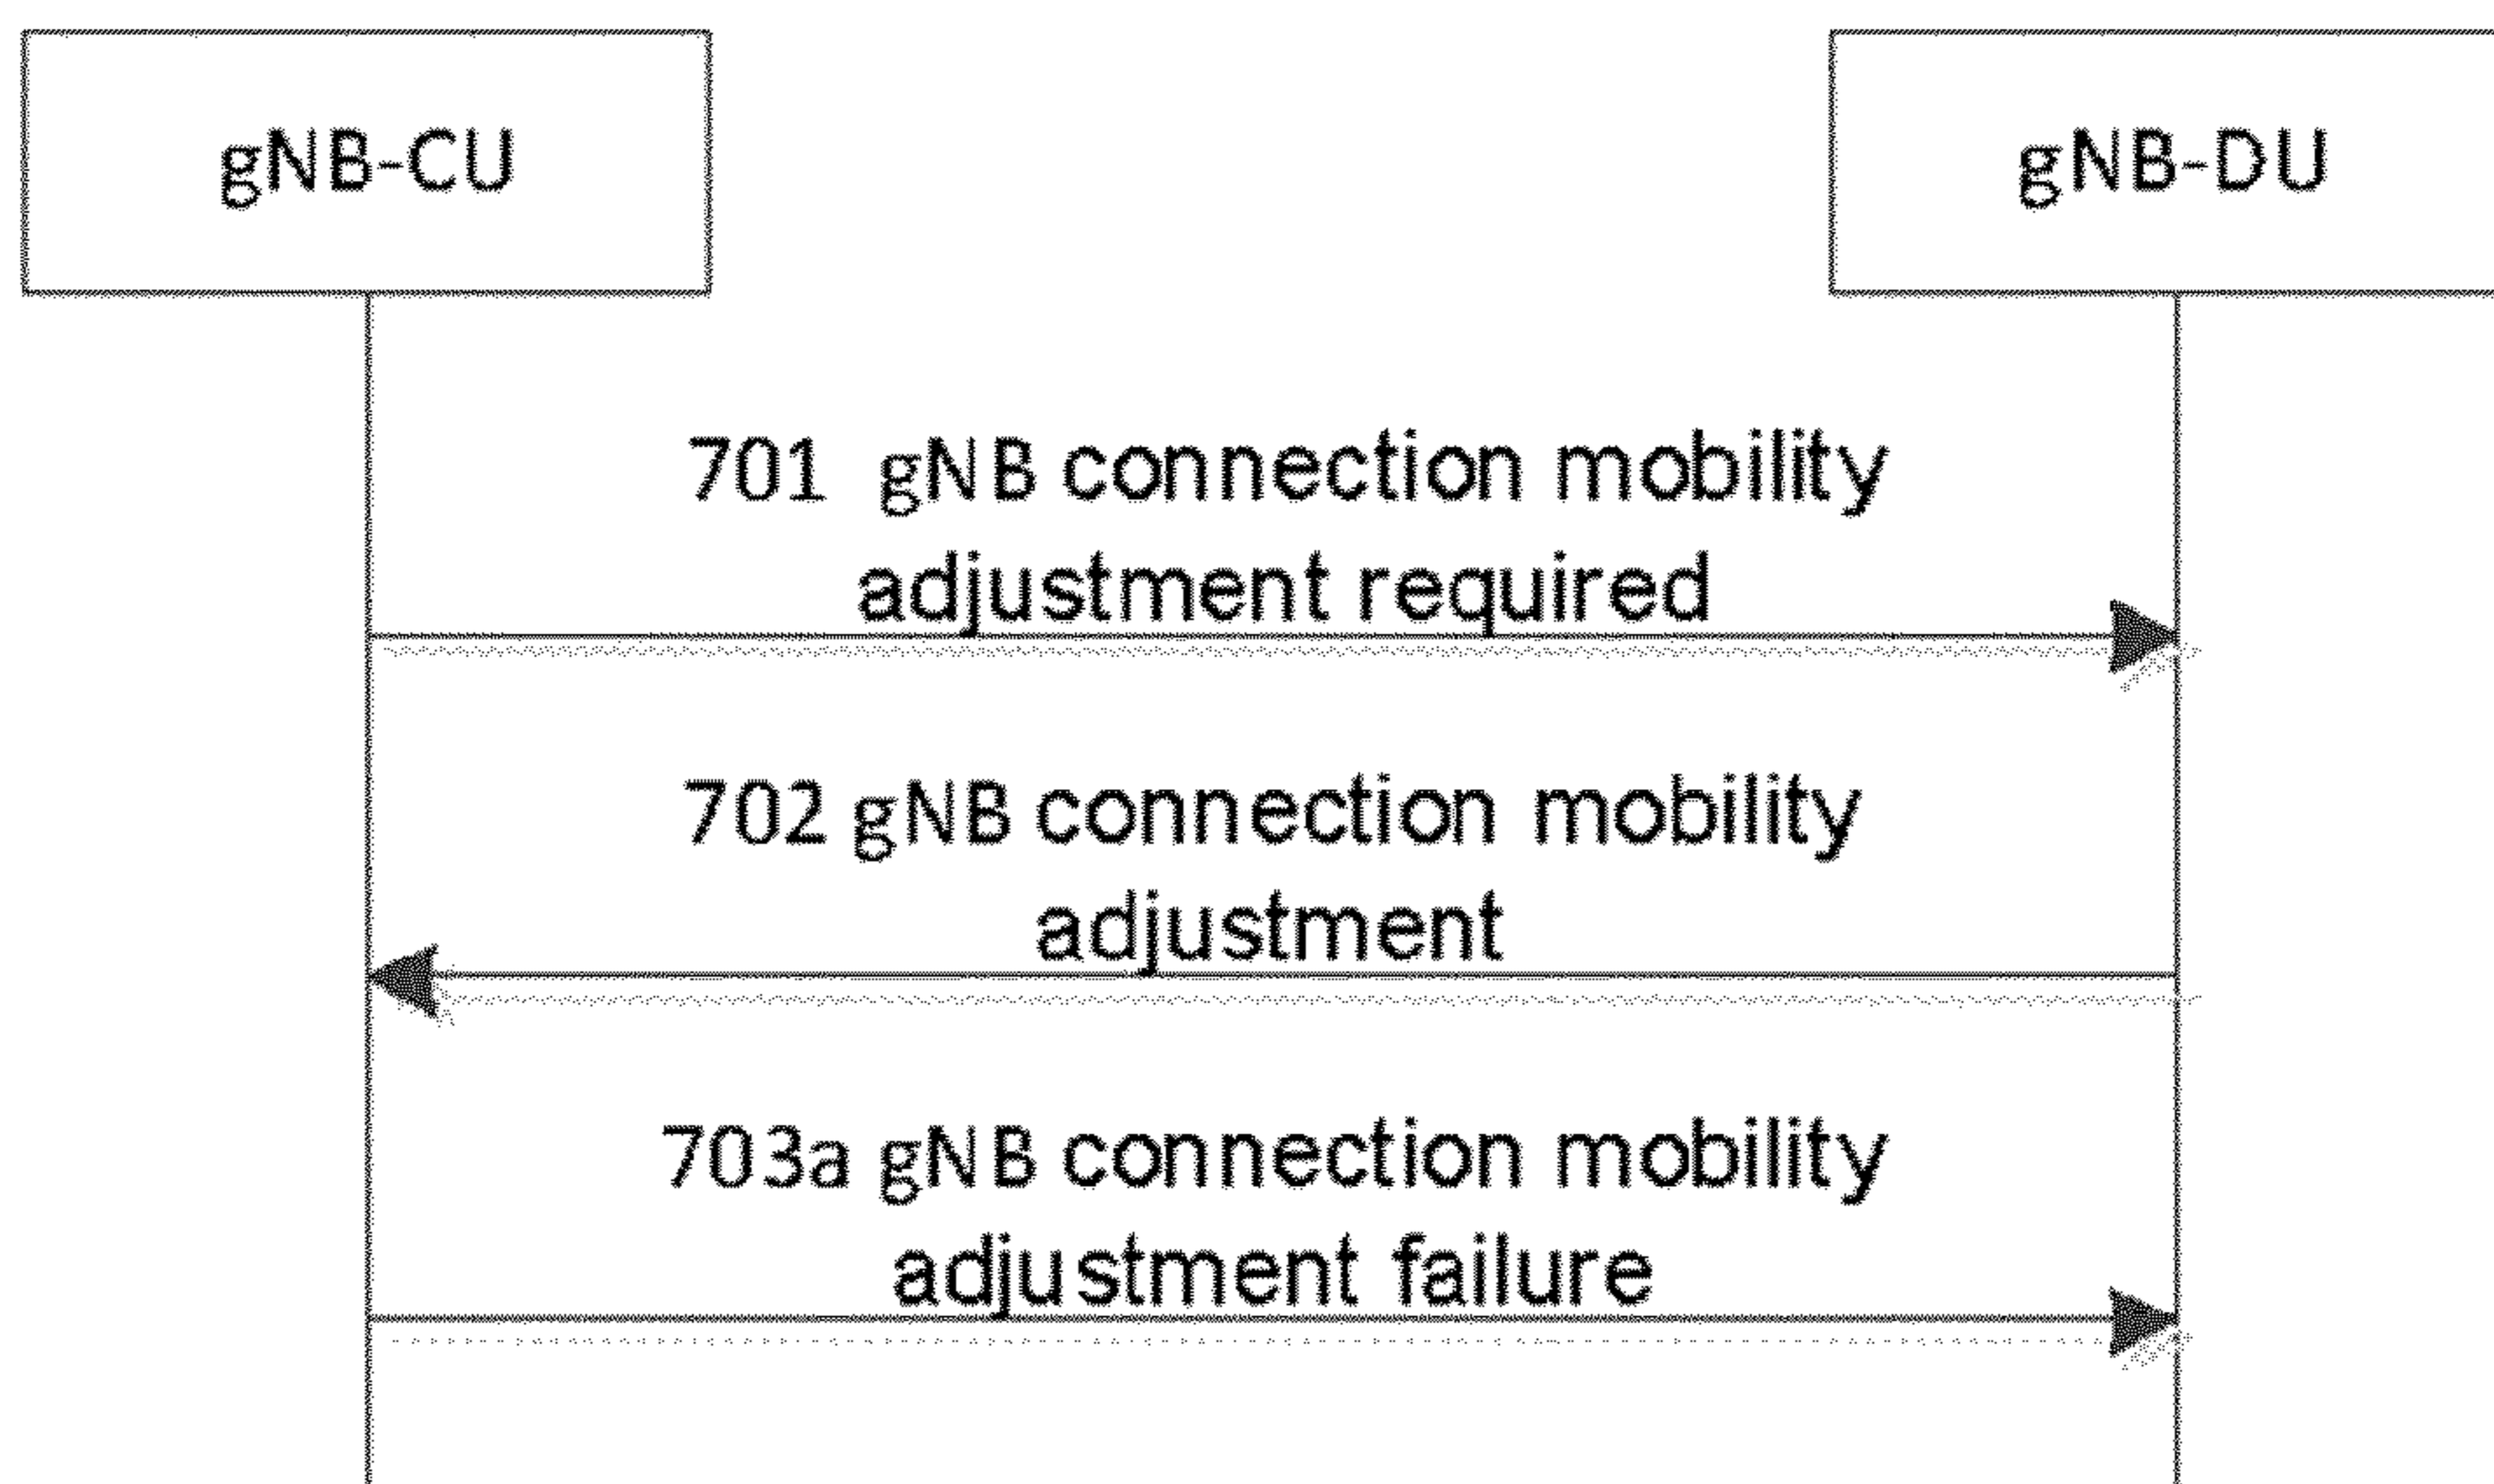 gNB-CU
gNB-DU
701 gNB connection mobility
adjustment required
702 gNB connection mobility
adjustment
703a gNB connection mobility
adjustment failure